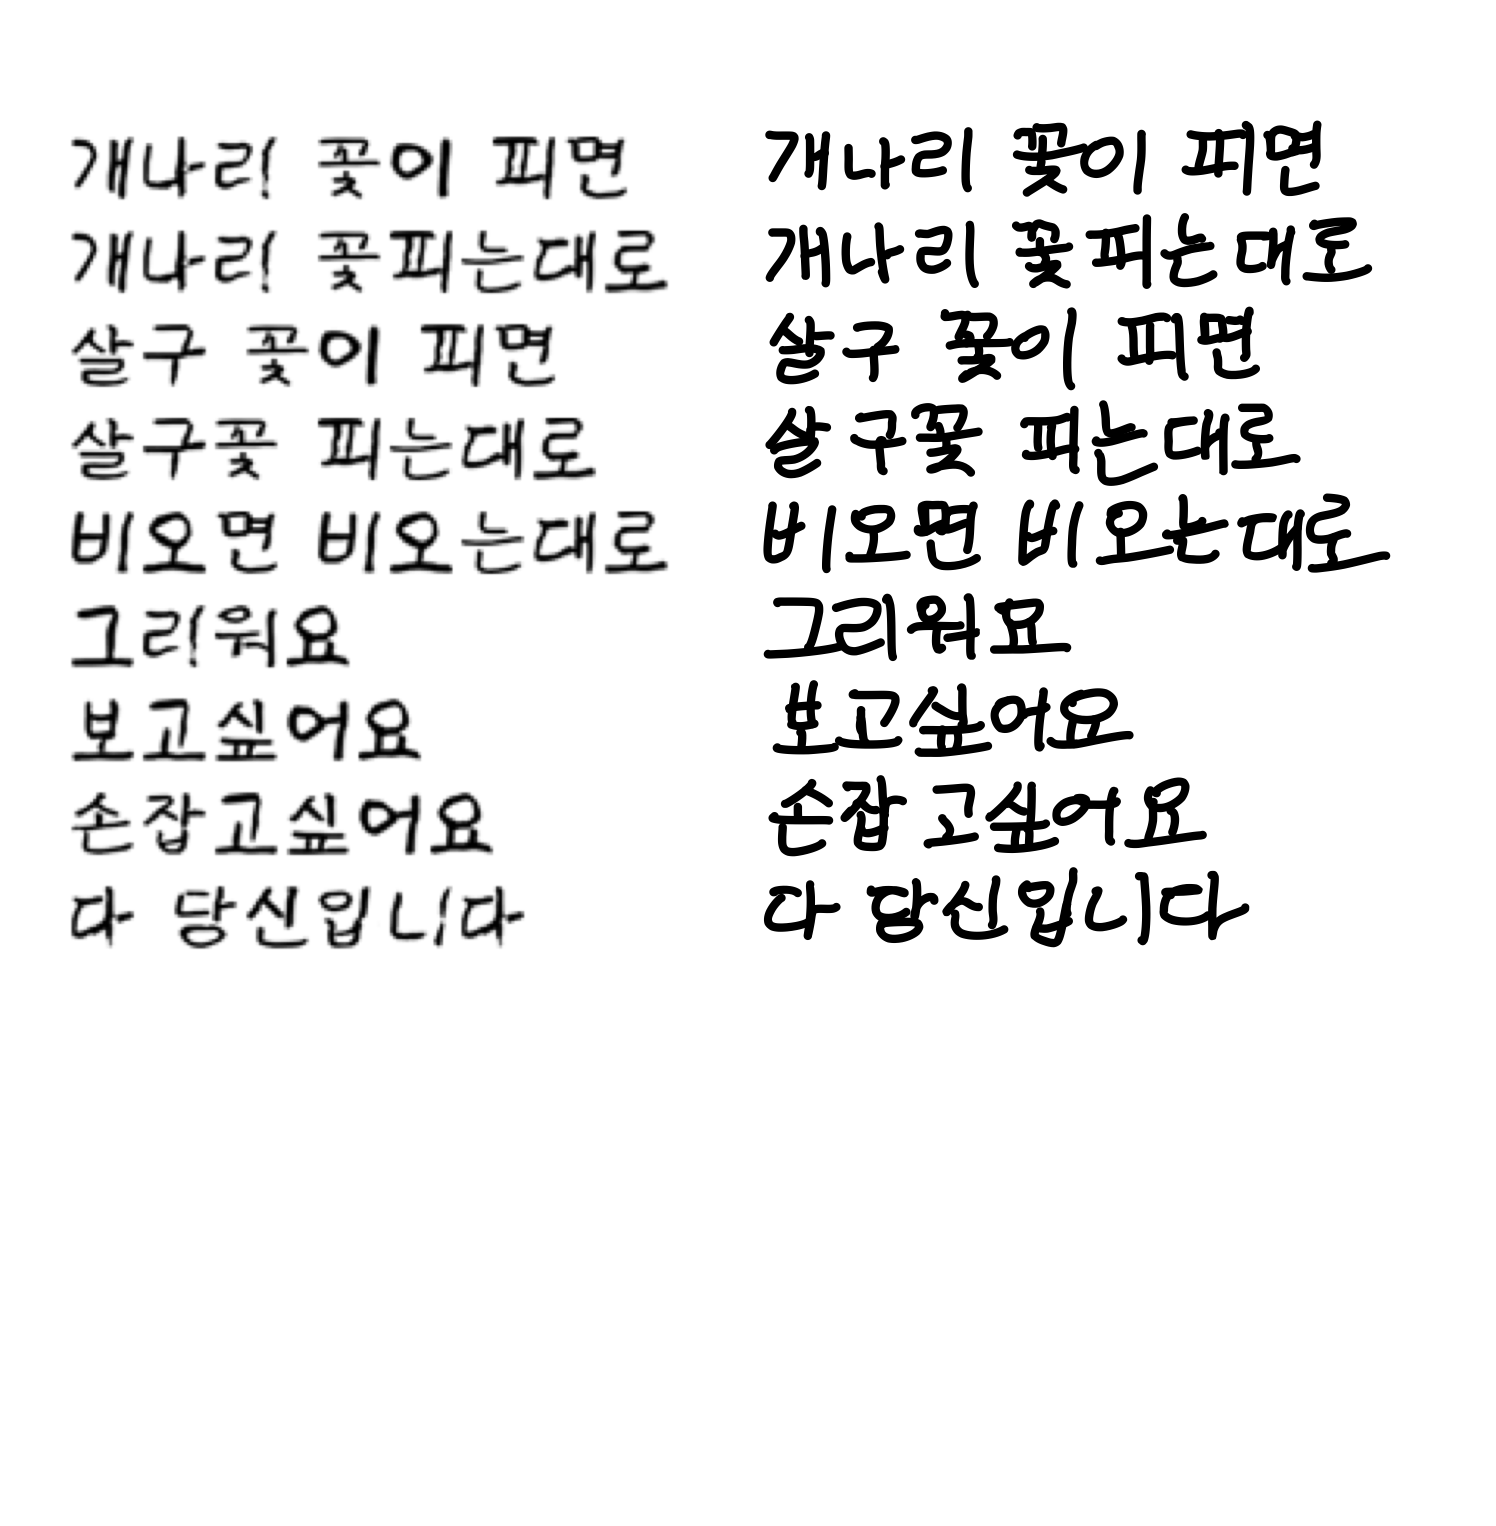 개나리 꽃이 피면
개나리 꽃피는대로
살구 꽃이 피면
살구꽃 피는대로
비오면 비오는대로
그리워요
보고싶어요
손잡고싶어요
다 당신입니다
개나리 꽃이 피면
개나리 꽃피는대로
살구 꽃이 피면
살구꽃 피는대로
비오면 비오는대로
그리워요
보고싶어요
손잡고싶어요
다 당신입니다